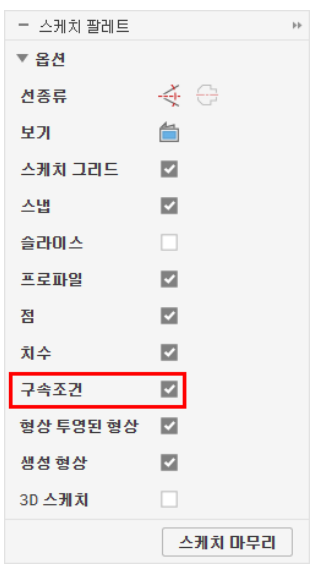 스케치 팔레트
옵션
선종류
보기
스케치 그리드
스냅
슬라이스
프로파일
점
치수
구속조건
형상 투영된 형상
생성 형상
3D 스케치
스케치 마무리